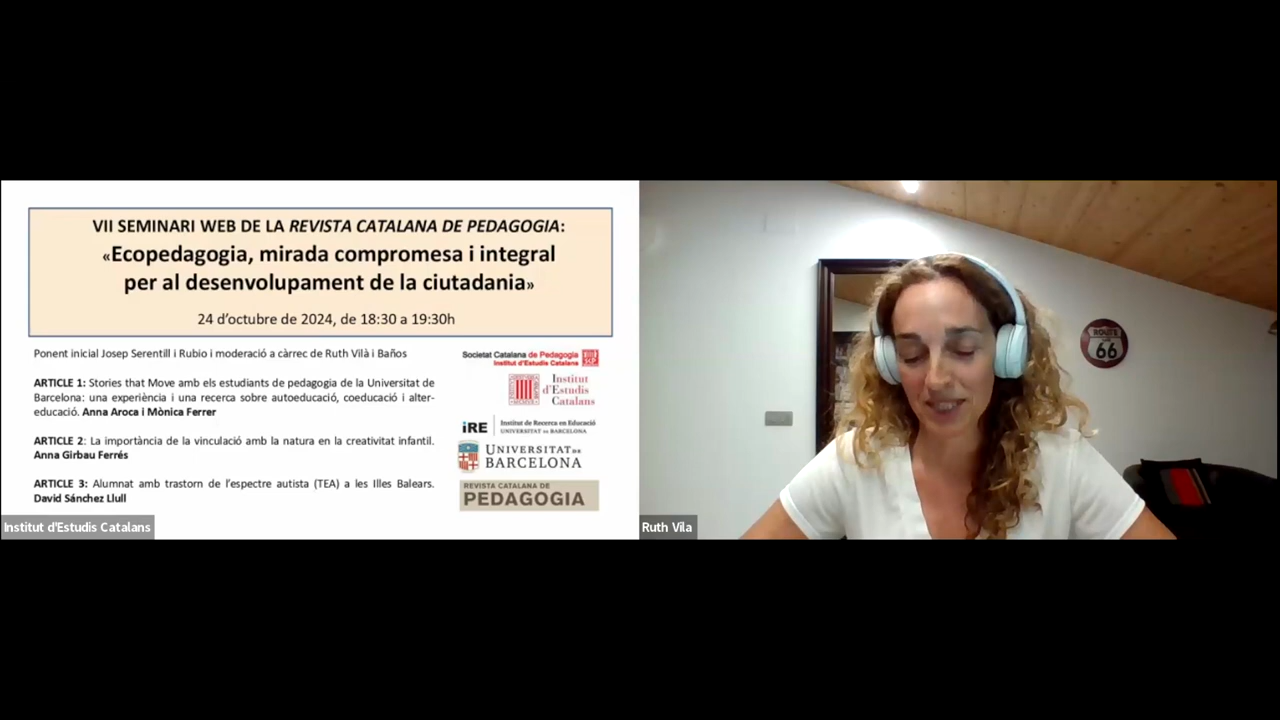 VII SEMINARI WEB DE LA REVISTA CATALANA DE PEDAGOGIA:
«Ecopedagogia, mirada compromesa i integral
per al desenvolupament de la ciutadania»
24 d'octubre de 2024, de 18:30 a 19:30h
Ponent inicial Josep Serentill i Rubio i moderació a càrrec de Ruth Vilà i Baños
ARTICLE 1: Stories that Move amb els estudiants de pedagogia de la Universitat de
Barcelona: una experiència i una recerca sobre autoeducació, coeducació i alter-
educació. Anna Aroca i Mònica Ferrer
ARTICLE 2: La importància de la vinculació amb la natura en la creativitat infantil.
Anna Girbau Ferrés
ARTICLE 3: Alumnat amb trastorn de l'espectre autista (TEA) a les Illes Balears.
David Sánchez Llull
Societat Catalana de Pedagogia
Institut d'Estudis Catalans
Institut
d'Estudis
Catalans
iRE
Institut de Recerca en Educació
UNIVERSITAT DE BARCELONA
UNIVERSITAT DE
BARCELONA
REVISTA CATALANA DE
PEDAGOGIA
Institut d'Estudis Catalans
Ruth Vila
ROUTE
66